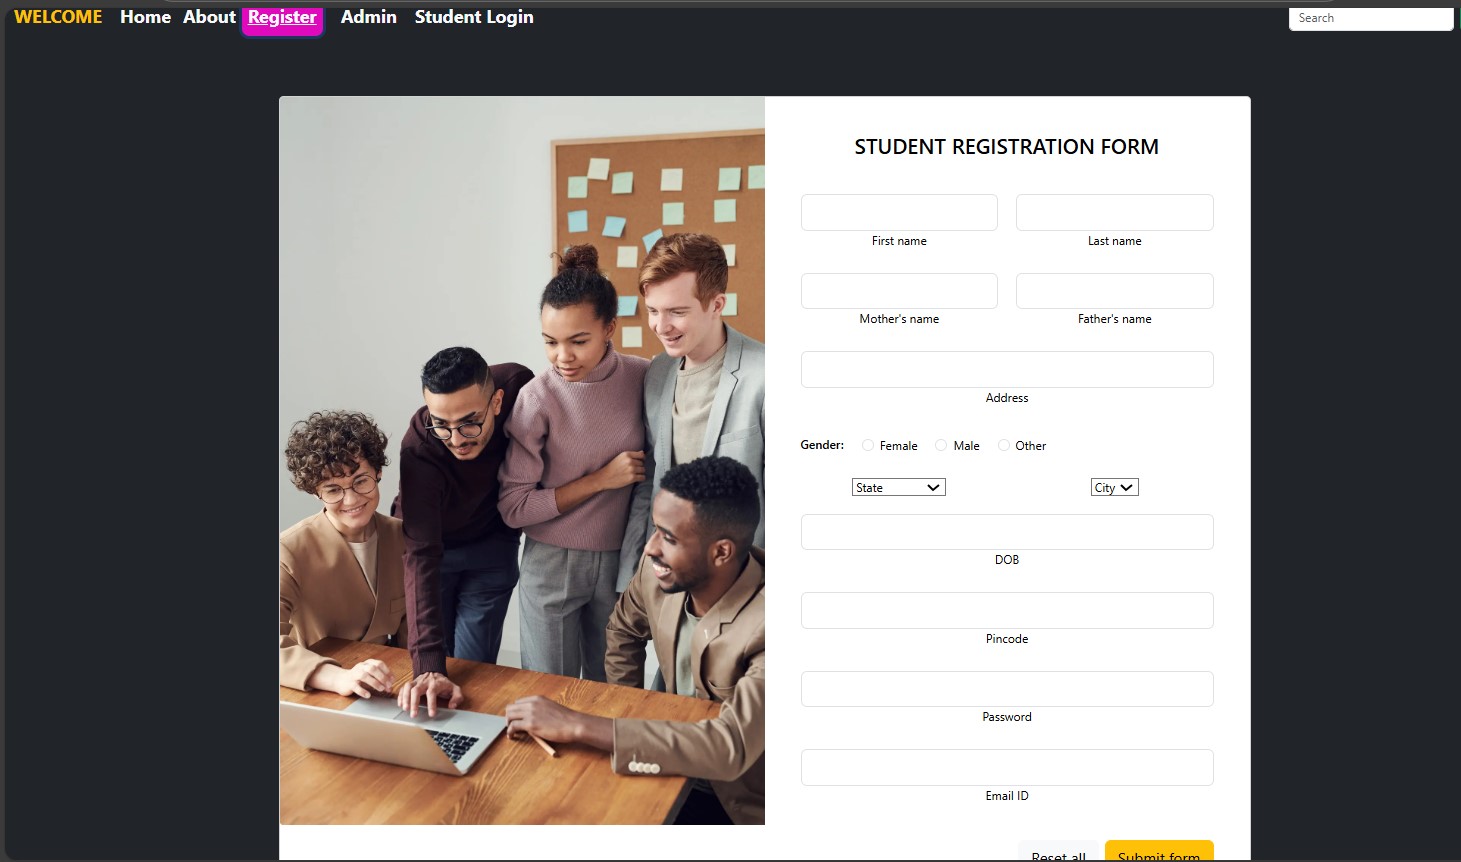 WELCOME Home About Register Admin Student Login Search
STUDENT REGISTRATION FORM
First name Last name
Mother's name Father's name
Address
Gender: Female Male Other
State City
DOB
Pincode
Password
Email ID
Reset all Submit form